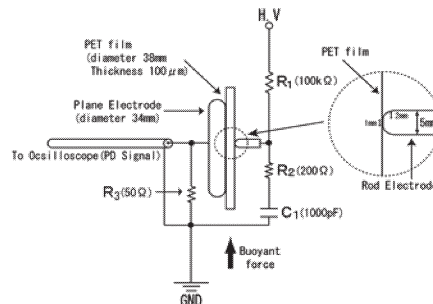 H.V
PET film
(diameter 38mm
Thickness 100μm)
Plane Electrode
(diameter 34mm)
To Ocsilloscope(PD Signal)
R3(50Ω)
R1(100kΩ)
R2(200Ω)
C1(1000pF)
Buoyant
force
GND
PET film
1mm
5mm
Rod Electrode